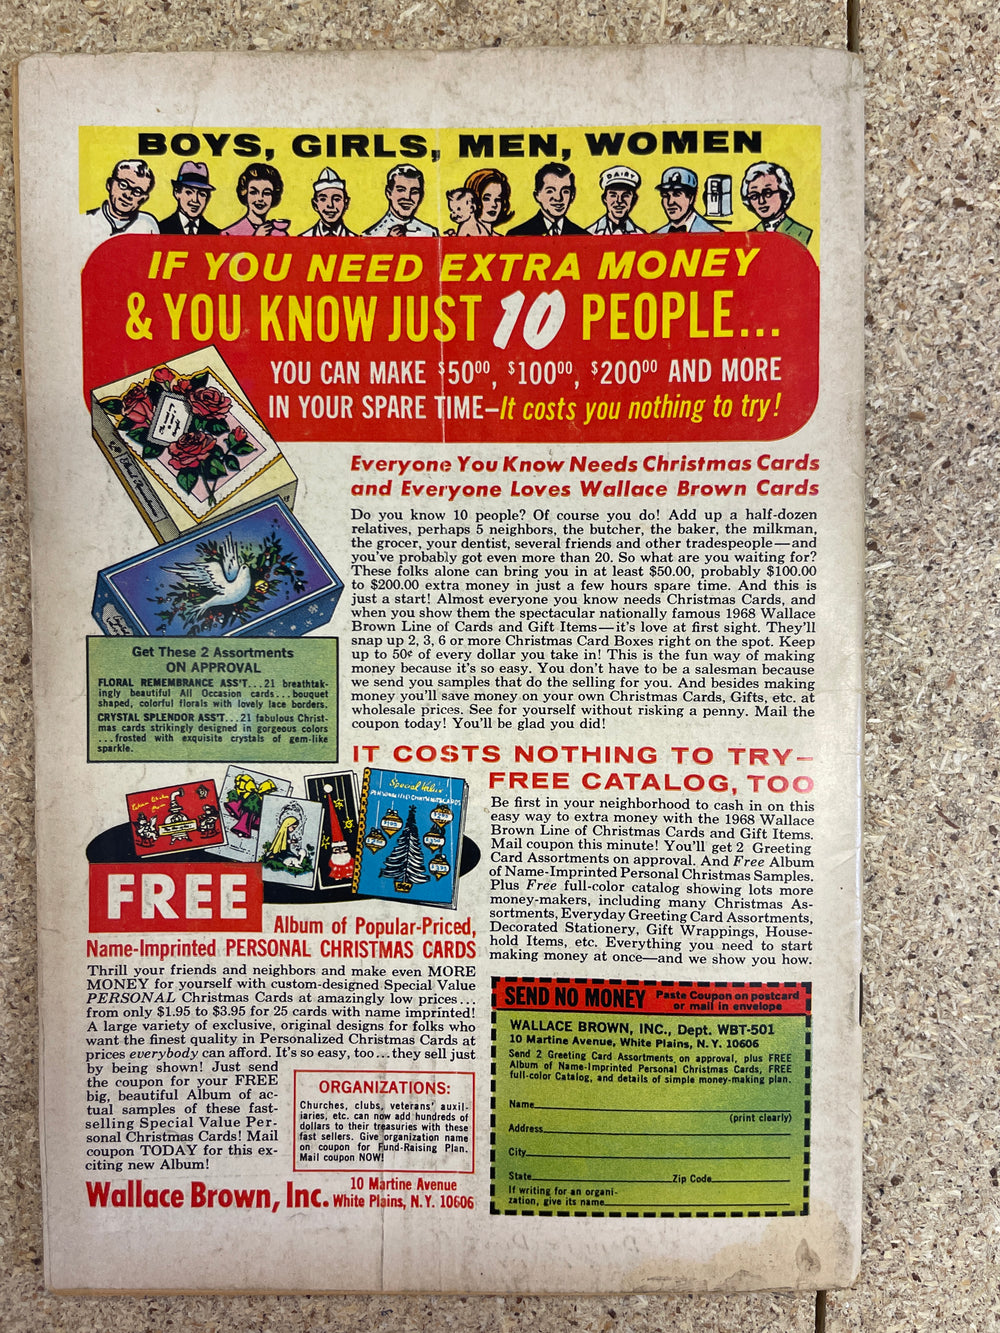 BOYS, GIRLS, MEN, WOMEN
DAIRY
IF YOU NEED EXTRA MONEY
& YOU KNOW JUST 10 PEOPLE...
YOU CAN MAKE $50⁰⁰, $100⁰⁰, $200⁰⁰ AND MORE
IN YOUR SPARE TIME—It costs you nothing to try!
Everyone You Know Needs Christmas Cards
and Everyone Loves Wallace Brown Cards
Do you know 10 people? Of course you do! Add up a half-dozen
relatives, perhaps 5 neighbors, the butcher, the baker, the milkman,
the grocer, your dentist, several friends and other tradespeople—and
you've probably got even more than 20. So what are you waiting for?
These folks alone can bring you in at least $50.00, probably $100.00
to $200.00 extra money in just a few hours spare time. And this is
just a start! Almost everyone you know needs Christmas Cards, and
when you show them the spectacular nationally famous 1968 Wallace
Brown Line of Cards and Gift Items—it's love at first sight. They'll
snap up 2, 3, 6 or more Christmas Card Boxes right on the spot. Keep
up to 50¢ of every dollar you take in! This is the fun way of making
money because it's so easy. You don't have to be a salesman because
we send you samples that do the selling for you. And besides making
money you'll save money on your own Christmas Cards, Gifts, etc. at
wholesale prices. See for yourself without risking a penny. Mail the
coupon today! You'll be glad you did!
Get These 2 Assortments
ON APPROVAL
FLORAL REMEMBRANCE ASS'T...21 breathtak-
ingly beautiful All Occasion cards...bouquet
shaped, colorful florals with lovely lace borders.
CRYSTAL SPLENDOR ASS'T...21 fabulous Christ-
mas cards strikingly designed in gorgeous colors
...frosted with exquisite crystals of gem-like
sparkle.
IT COSTS NOTHING TO TRY—
FREE CATALOG, TOO
Be first in your neighborhood to cash in on this
easy way to extra money with the 1968 Wallace
Brown Line of Christmas Cards and Gift Items.
Mail coupon this minute! You'll get 2 Greeting
Card Assortments on approval. And Free Album
of Name-Imprinted Personal Christmas Samples.
Plus Free full-color catalog showing lots more
money-makers, including many Christmas As-
sortments, Everyday Greeting Card Assortments,
Decorated Stationery, Gift Wrappings, House-
hold Items, etc. Everything you need to start
making money at once—and we show you how.
Special Value
PERSONALIZED CHRISTMAS CARDS
FREE
Album of Popular-Priced,
Name-Imprinted PERSONAL CHRISTMAS CARDS
Thrill your friends and neighbors and make even MORE
MONEY for yourself with custom-designed Special Value
PERSONAL Christmas Cards at amazingly low prices...
from only $1.95 to $3.95 for 25 cards with name imprinted!
A large variety of exclusive, original designs for folks who
want the finest quality in Personalized Christmas Cards at
prices everybody can afford. It's so easy, too...they sell just
by being shown! Just send
the coupon for your FREE
big, beautiful Album of ac-
tual samples of these fast-
selling Special Value Per-
sonal Christmas Cards! Mail
coupon TODAY for this ex-
citing new Album!
ORGANIZATIONS:
Churches, clubs, veterans' auxil-
iaries, etc. can now add hundreds of
dollars to their treasuries with these
fast sellers. Give organization name
on coupon for Fund-Raising Plan.
Mail coupon NOW!
Wallace Brown, Inc. 10 Martine Avenue
White Plains, N.Y. 10606
SEND NO MONEY Paste Coupon on postcard
or mail in envelope
WALLACE BROWN, INC., Dept. WBT-501
10 Martine Avenue, White Plains, N.Y. 10606
Send 2 Greeting Card Assortments on approval, plus FREE
Album of Name-Imprinted Personal Christmas Cards, FREE
full-color Catalog, and details of simple money-making plan.
Name
(print clearly)
Address
City
State Zip Code
If writing for an organi-
zation, give its name